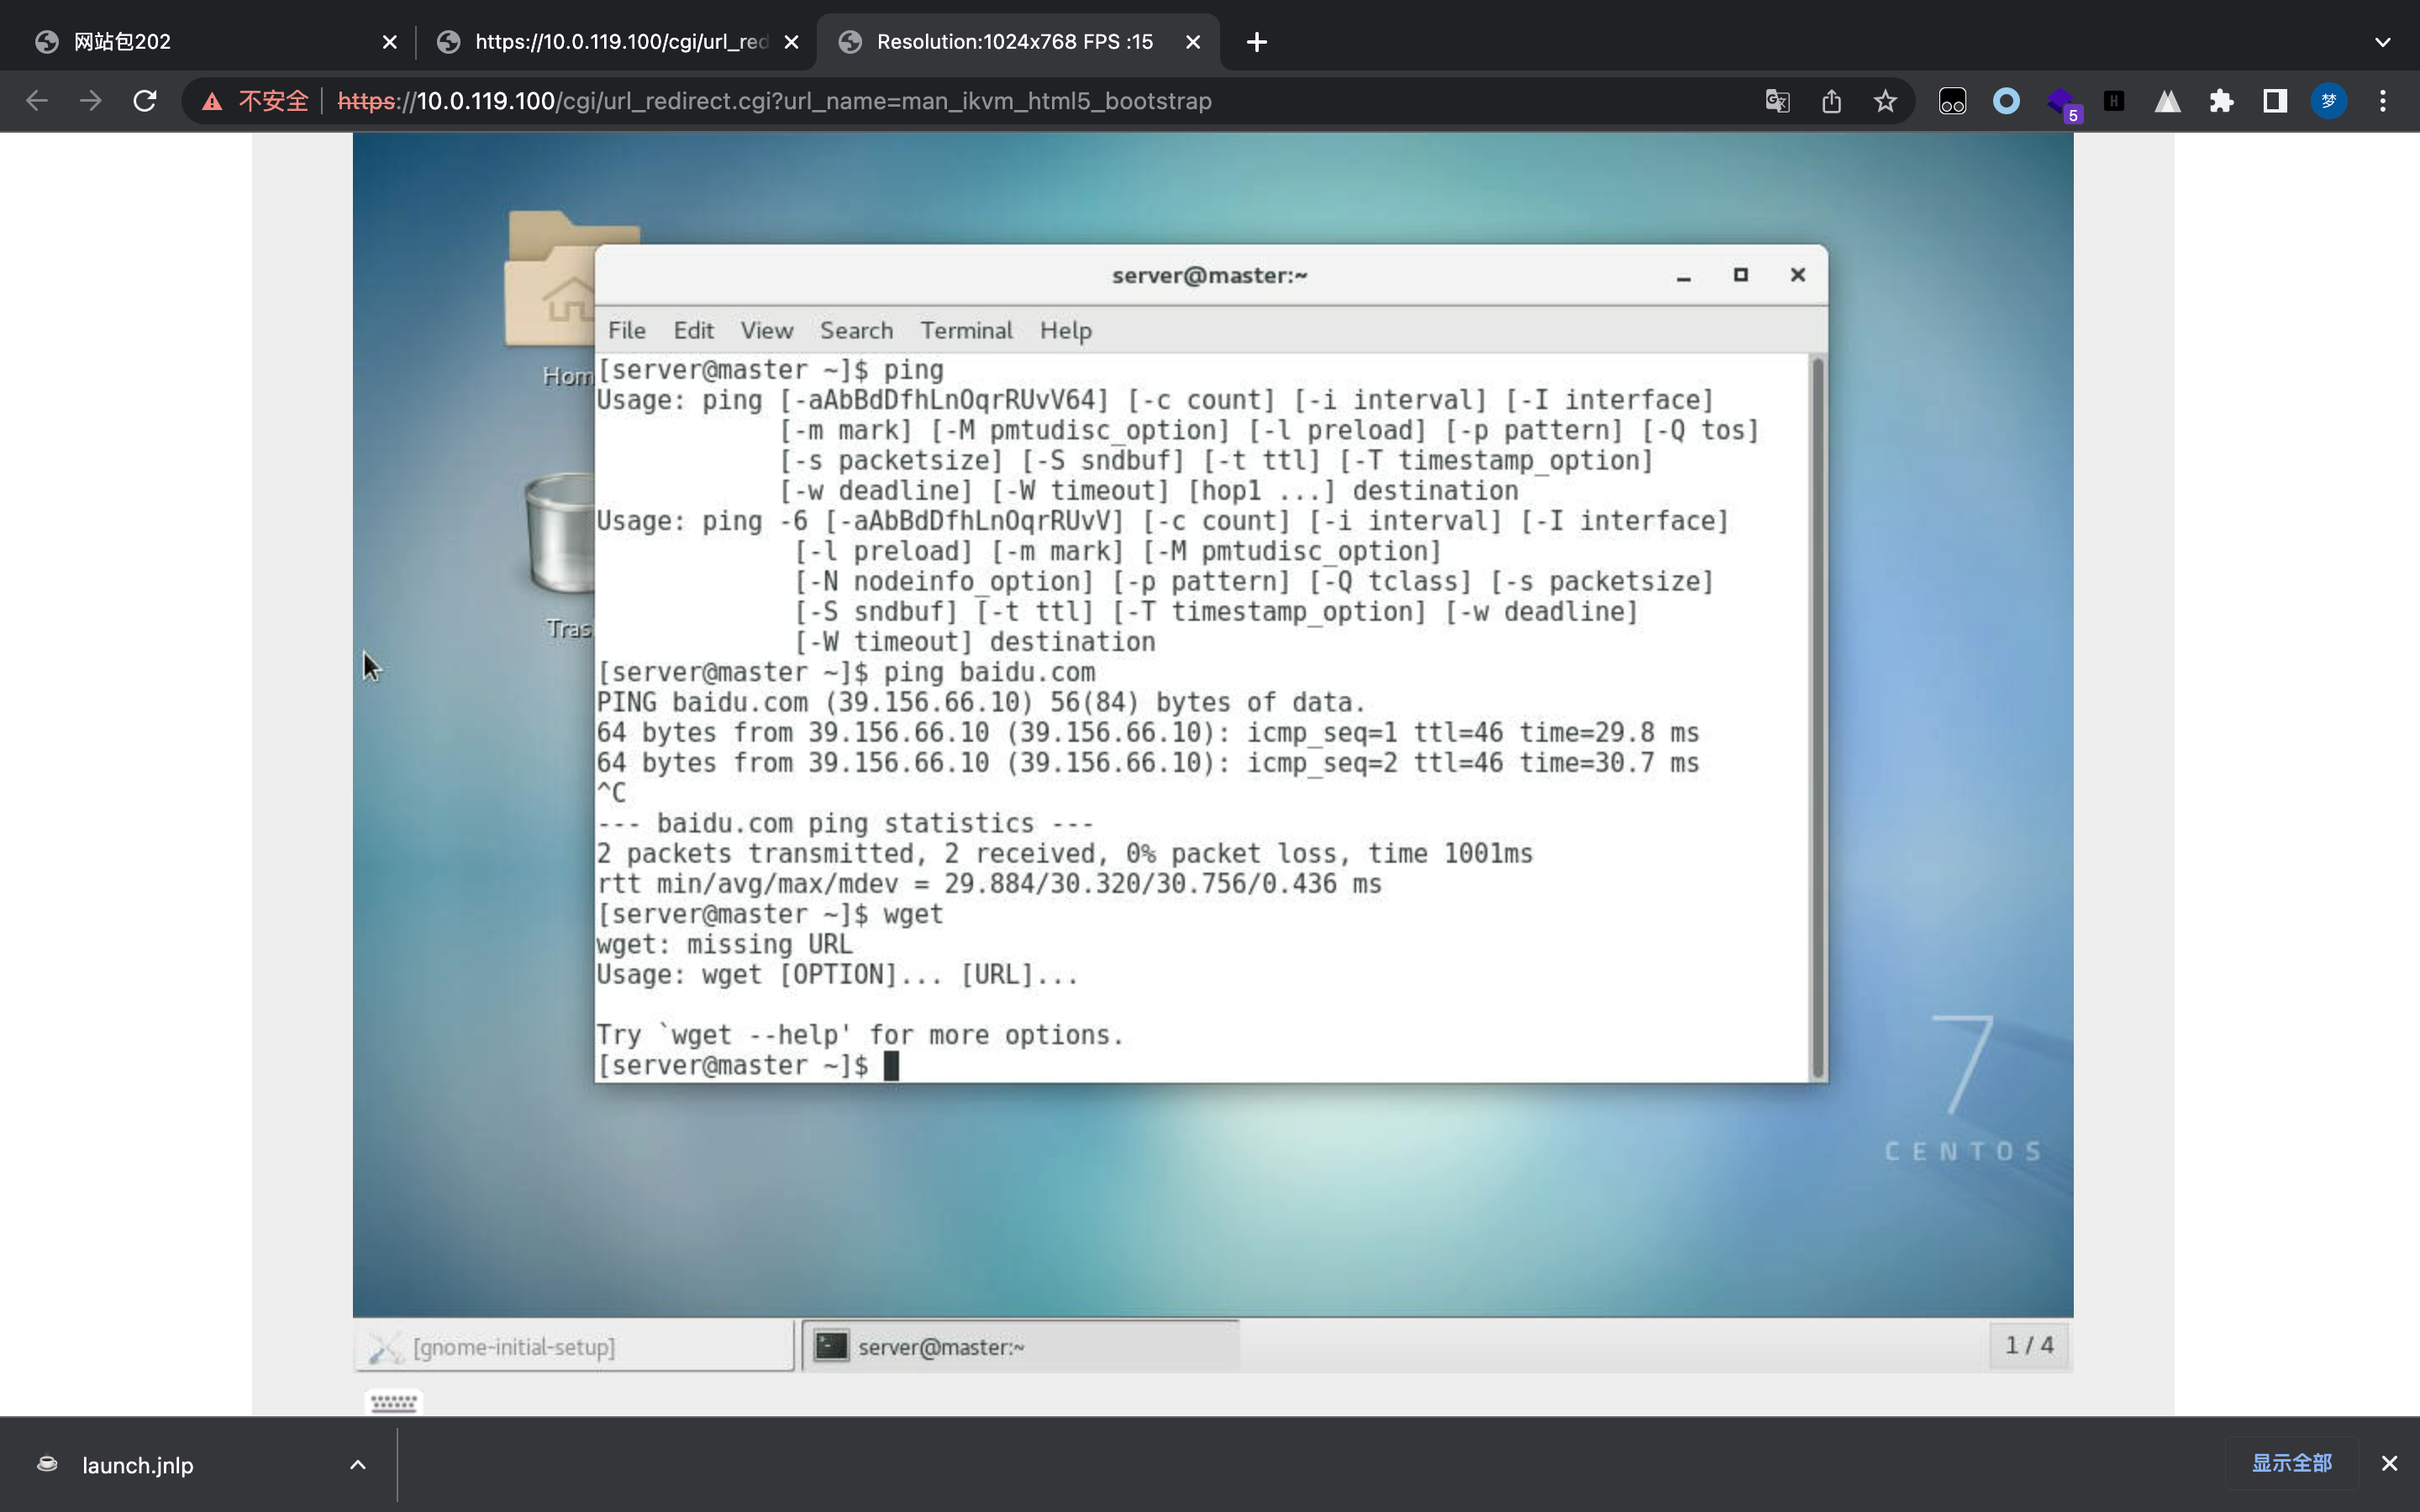 网站包202
https://10.0.119.100/cgi/url_red
Resolution:1024x768 FPS :15
不安全
https://10.0.119.100/cgi/url_redirect.cgi?url_name=man_ikvm_html5_bootstrap
5
梦
server@master:~
File Edit View Search Terminal Help
Hom
Tras
[server@master ~]$ ping
Usage: ping [-aAbBdDfhLnOqrRUvV64] [-c count] [-i interval] [-I interface]
[-m mark] [-M pmtudisc_option] [-l preload] [-p pattern] [-Q tos]
[-s packetsize] [-S sndbuf] [-t ttl] [-T timestamp_option]
[-w deadline] [-W timeout] [hop1 ...] destination
Usage: ping -6 [-aAbBdDfhLnOqrRUvV] [-c count] [-i interval] [-I interface]
[-l preload] [-m mark] [-M pmtudisc_option]
[-N nodeinfo_option] [-p pattern] [-Q tclass] [-s packetsize]
[-S sndbuf] [-t ttl] [-T timestamp_option] [-w deadline]
[-W timeout] destination
[server@master ~]$ ping baidu.com
PING baidu.com (39.156.66.10) 56(84) bytes of data.
64 bytes from 39.156.66.10 (39.156.66.10): icmp_seq=1 ttl=46 time=29.8 ms
64 bytes from 39.156.66.10 (39.156.66.10): icmp_seq=2 ttl=46 time=30.7 ms
^C
--- baidu.com ping statistics ---
2 packets transmitted, 2 received, 0% packet loss, time 1001ms
rtt min/avg/max/mdev = 29.884/30.320/30.756/0.436 ms
[server@master ~]$ wget
wget: missing URL
Usage: wget [OPTION]... [URL]...
Try `wget --help' for more options.
[server@master ~]$
7
CENTOS
[gnome-initial-setup]
server@master:~
1 / 4
launch.jnlp
显示全部